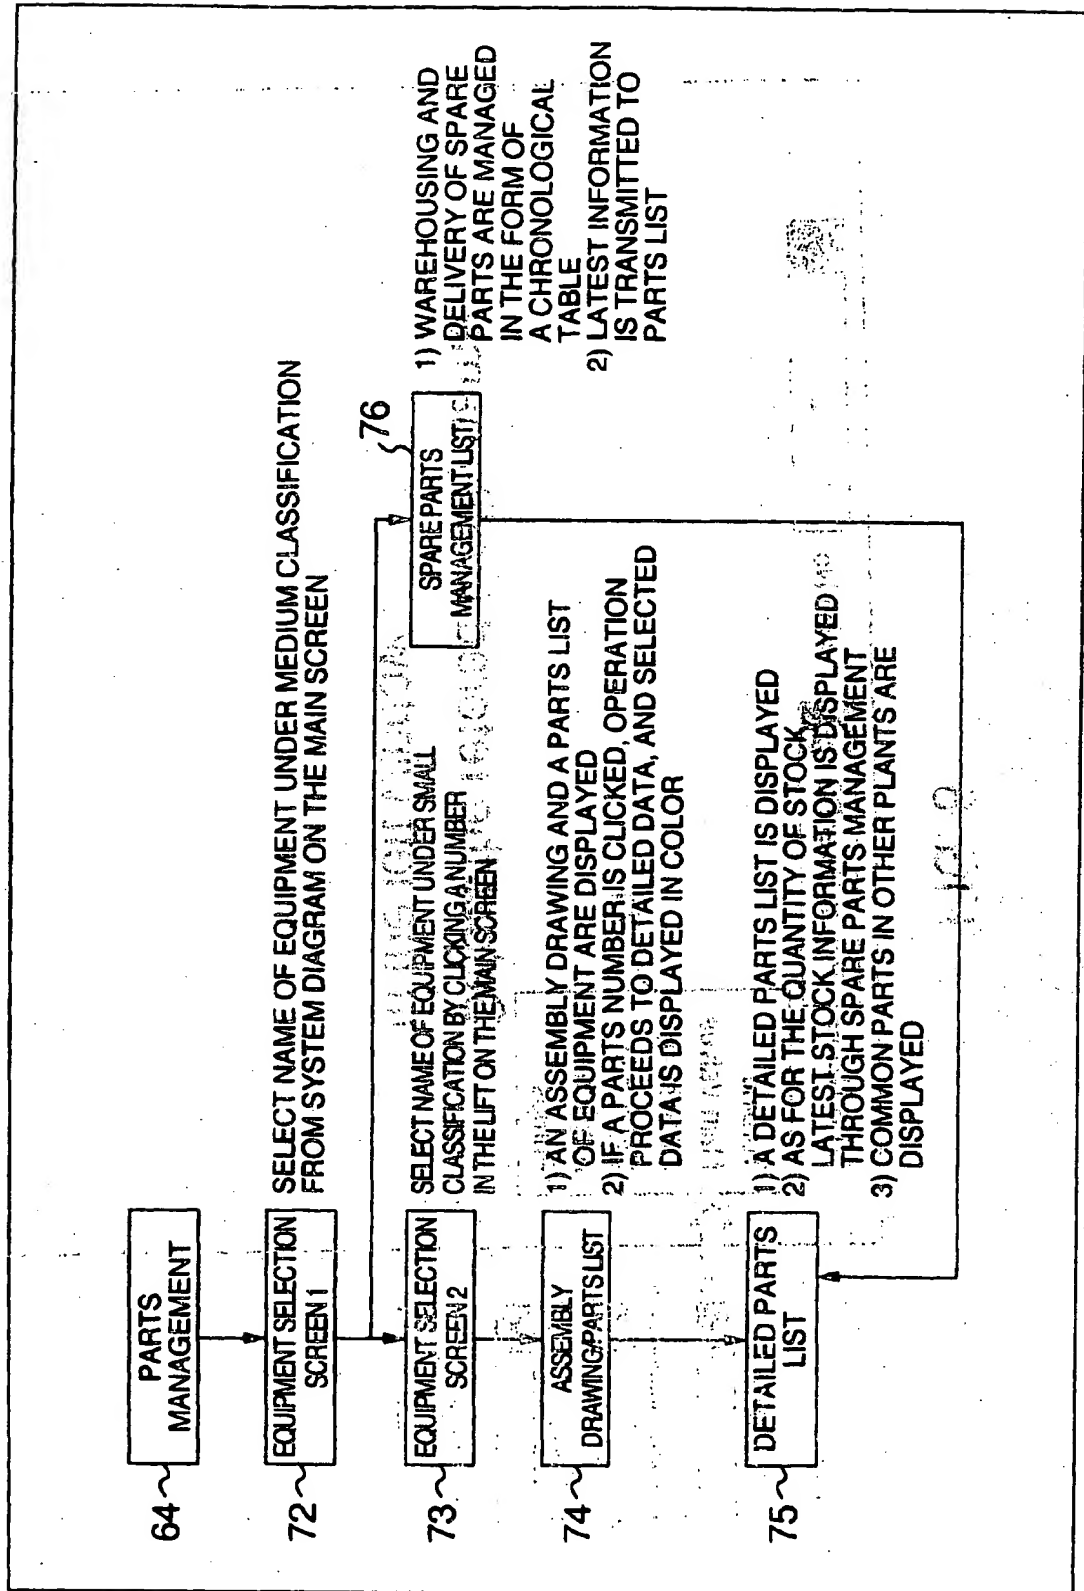 64
PARTS
MANAGEMENT
72
EQUIPMENT SELECTION
SCREEN 1
SELECT NAME OF EQUIPMENT UNDER MEDIUM CLASSIFICATION
FROM SYSTEM DIAGRAM ON THE MAIN SCREEN
73
EQUIPMENT SELECTION
SCREEN 2
SELECT NAME OF EQUIPMENT UNDER SMALL
CLASSIFICATION BY CLICKING A NUMBER
IN THE LIFT ON THE MAIN SCREEN
76
SPARE PARTS
MANAGEMENT LIST
1) WAREHOUSING AND
DELIVERY OF SPARE
PARTS ARE MANAGED
IN THE FORM OF
A CHRONOLOGICAL
TABLE
2) LATEST INFORMATION
IS TRANSMITTED TO
PARTS LIST
74
ASSEMBLY
DRAWING/PARTS LIST
1) AN ASSEMBLY DRAWING AND A PARTS LIST
OF EQUIPMENT ARE DISPLAYED
2) IF A PARTS NUMBER IS CLICKED, OPERATION
PROCEEDS TO DETAILED DATA, AND SELECTED
DATA IS DISPLAYED IN COLOR
75
DETAILED PARTS
LIST
1) A DETAILED PARTS LIST IS DISPLAYED
2) AS FOR THE QUANTITY OF STOCK
LATEST STOCK INFORMATION IS DISPLAYED
THROUGH SPARE PARTS MANAGEMENT
3) COMMON PARTS IN OTHER PLANTS ARE
DISPLAYED